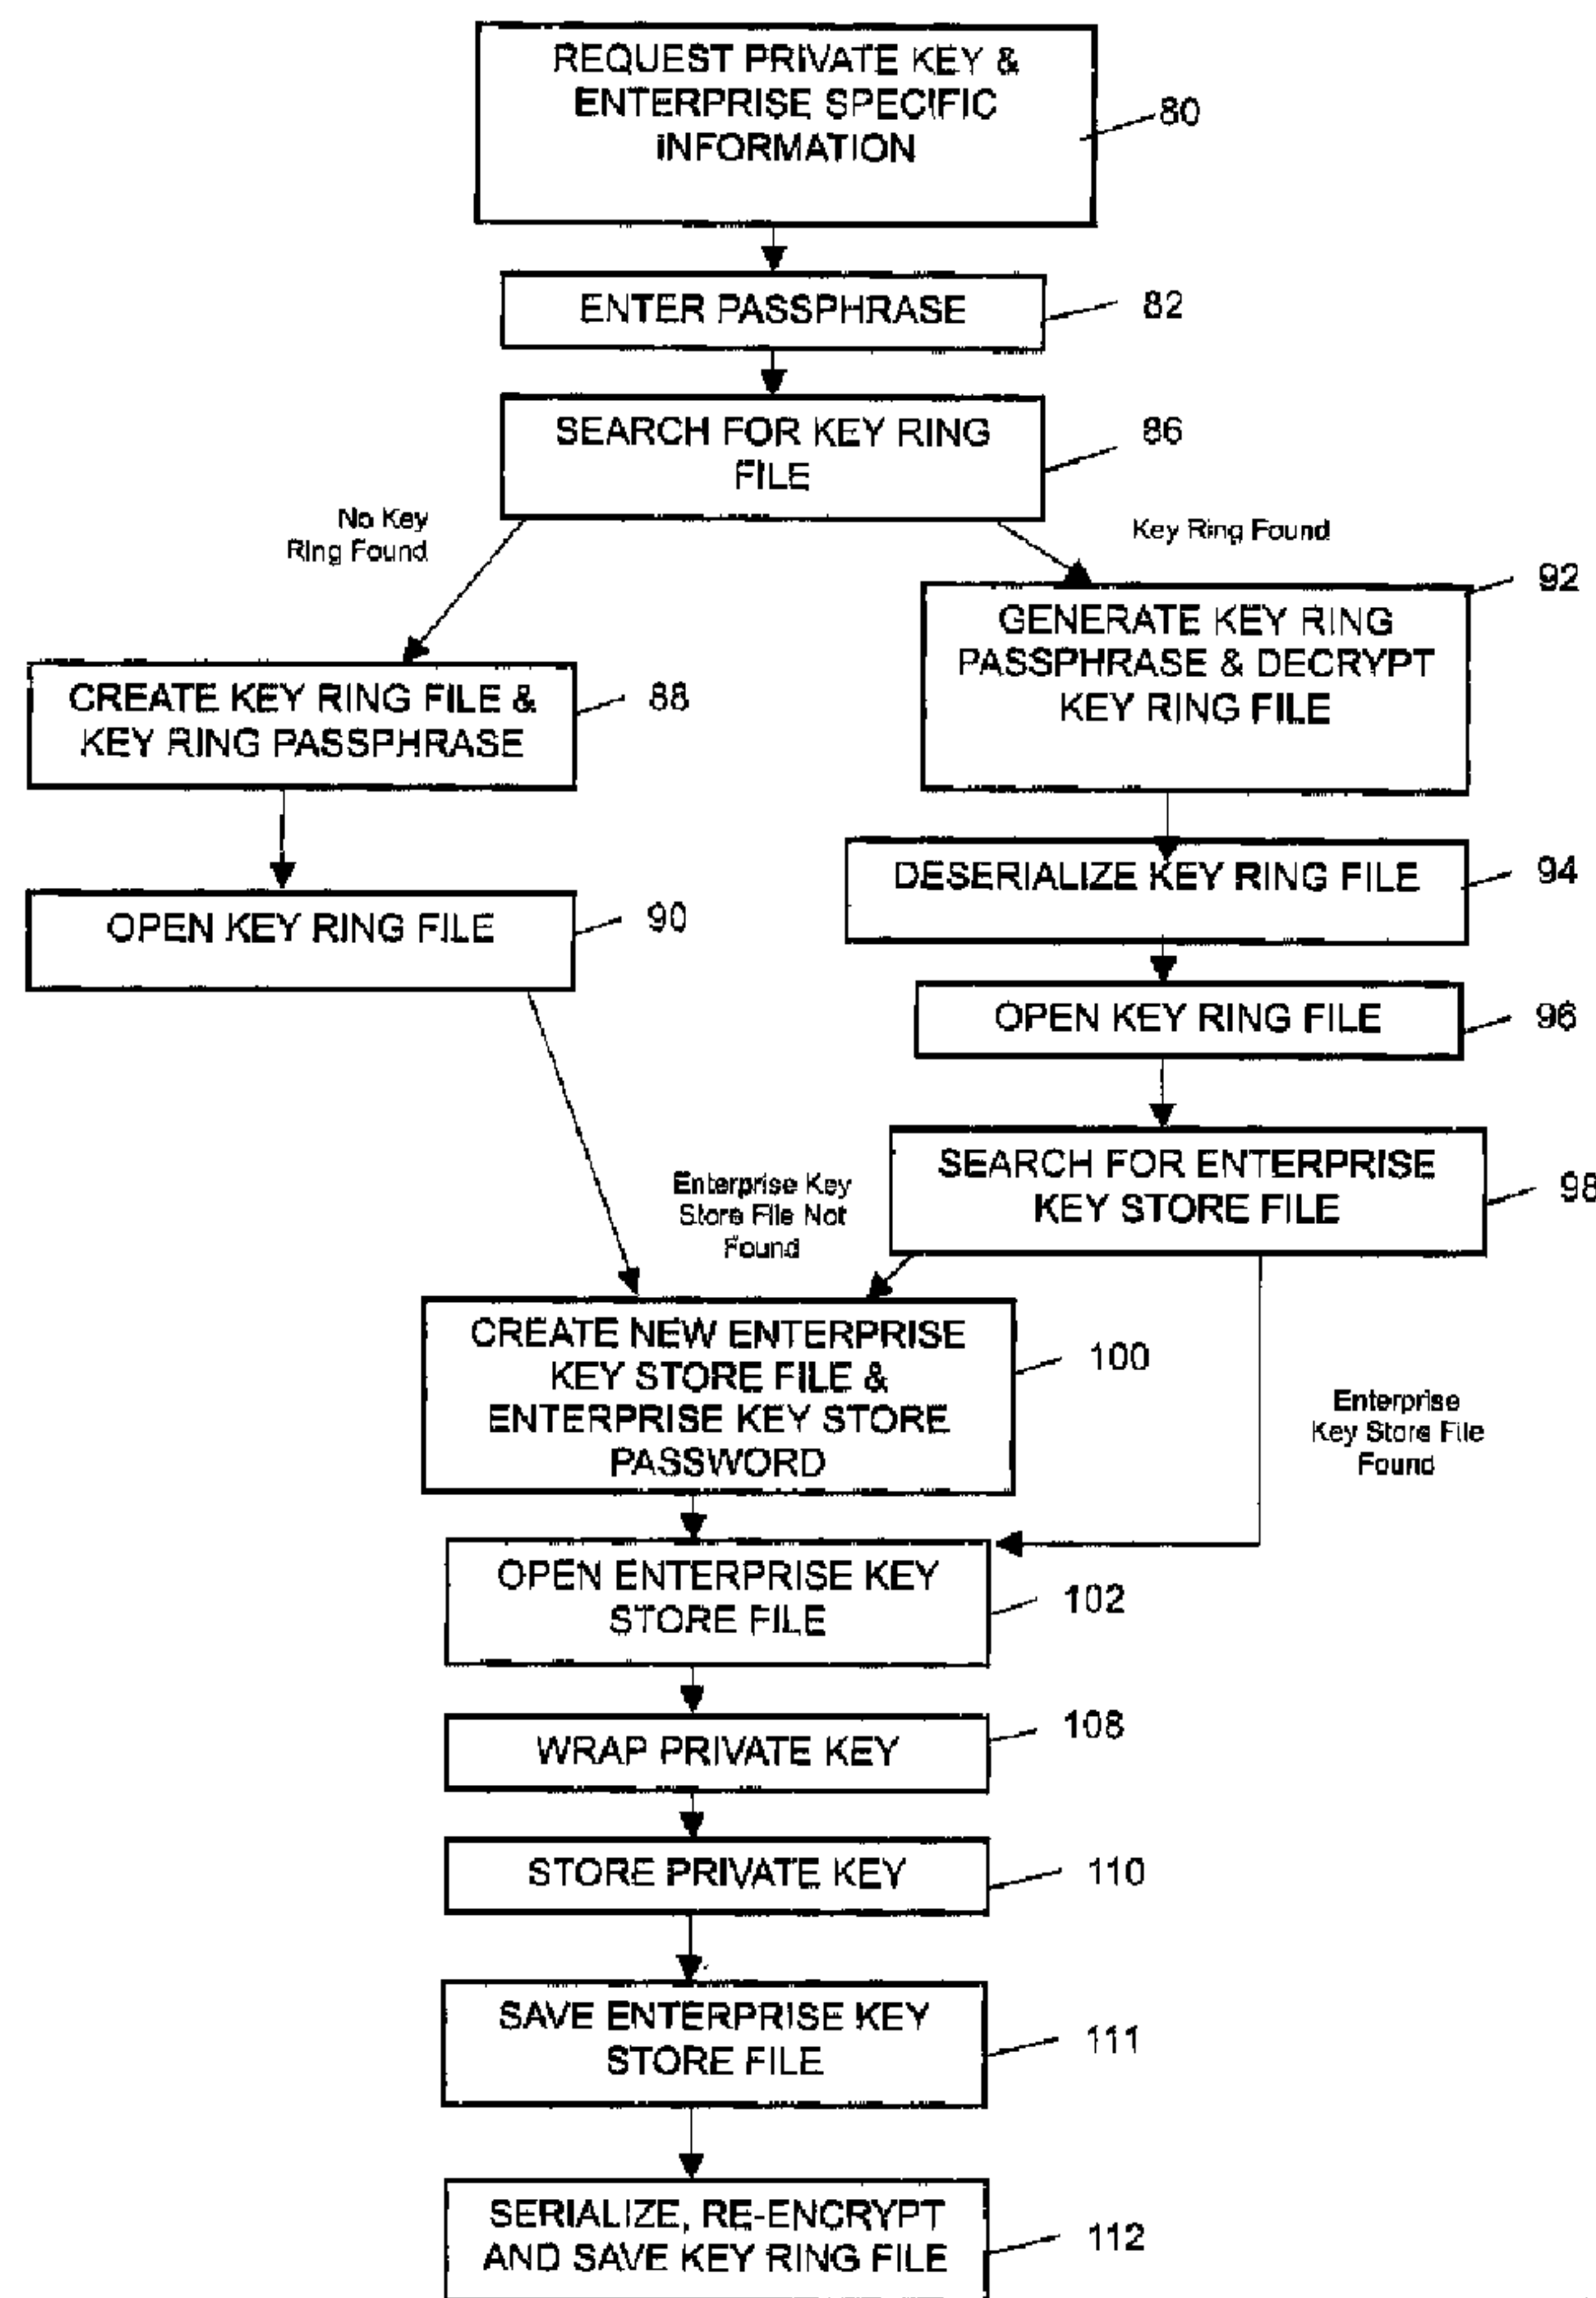 REQUEST PRIVATE KEY &
ENTERPRISE SPECIFIC
INFORMATION
80
ENTER PASSPHRASE
82
SEARCH FOR KEY RING
FILE
86
No Key
Ring Found
Key Ring Found
92
GENERATE KEY RING
PASSPHRASE & DECRYPT
KEY RING FILE
CREATE KEY RING FILE &
KEY RING PASSPHRASE
88
DESERIALIZE KEY RING FILE
94
OPEN KEY RING FILE
90
OPEN KEY RING FILE
96
SEARCH FOR ENTERPRISE
KEY STORE FILE
98
Enterprise Key
Store File Not
Found
CREATE NEW ENTERPRISE
KEY STORE FILE &
ENTERPRISE KEY STORE
PASSWORD
100
Enterprise
Key Store File
Found
OPEN ENTERPRISE KEY
STORE FILE
102
WRAP PRIVATE KEY
108
STORE PRIVATE KEY
110
SAVE ENTERPRISE KEY
STORE FILE
111
SERIALIZE, RE-ENCRYPT
AND SAVE KEY RING FILE
112